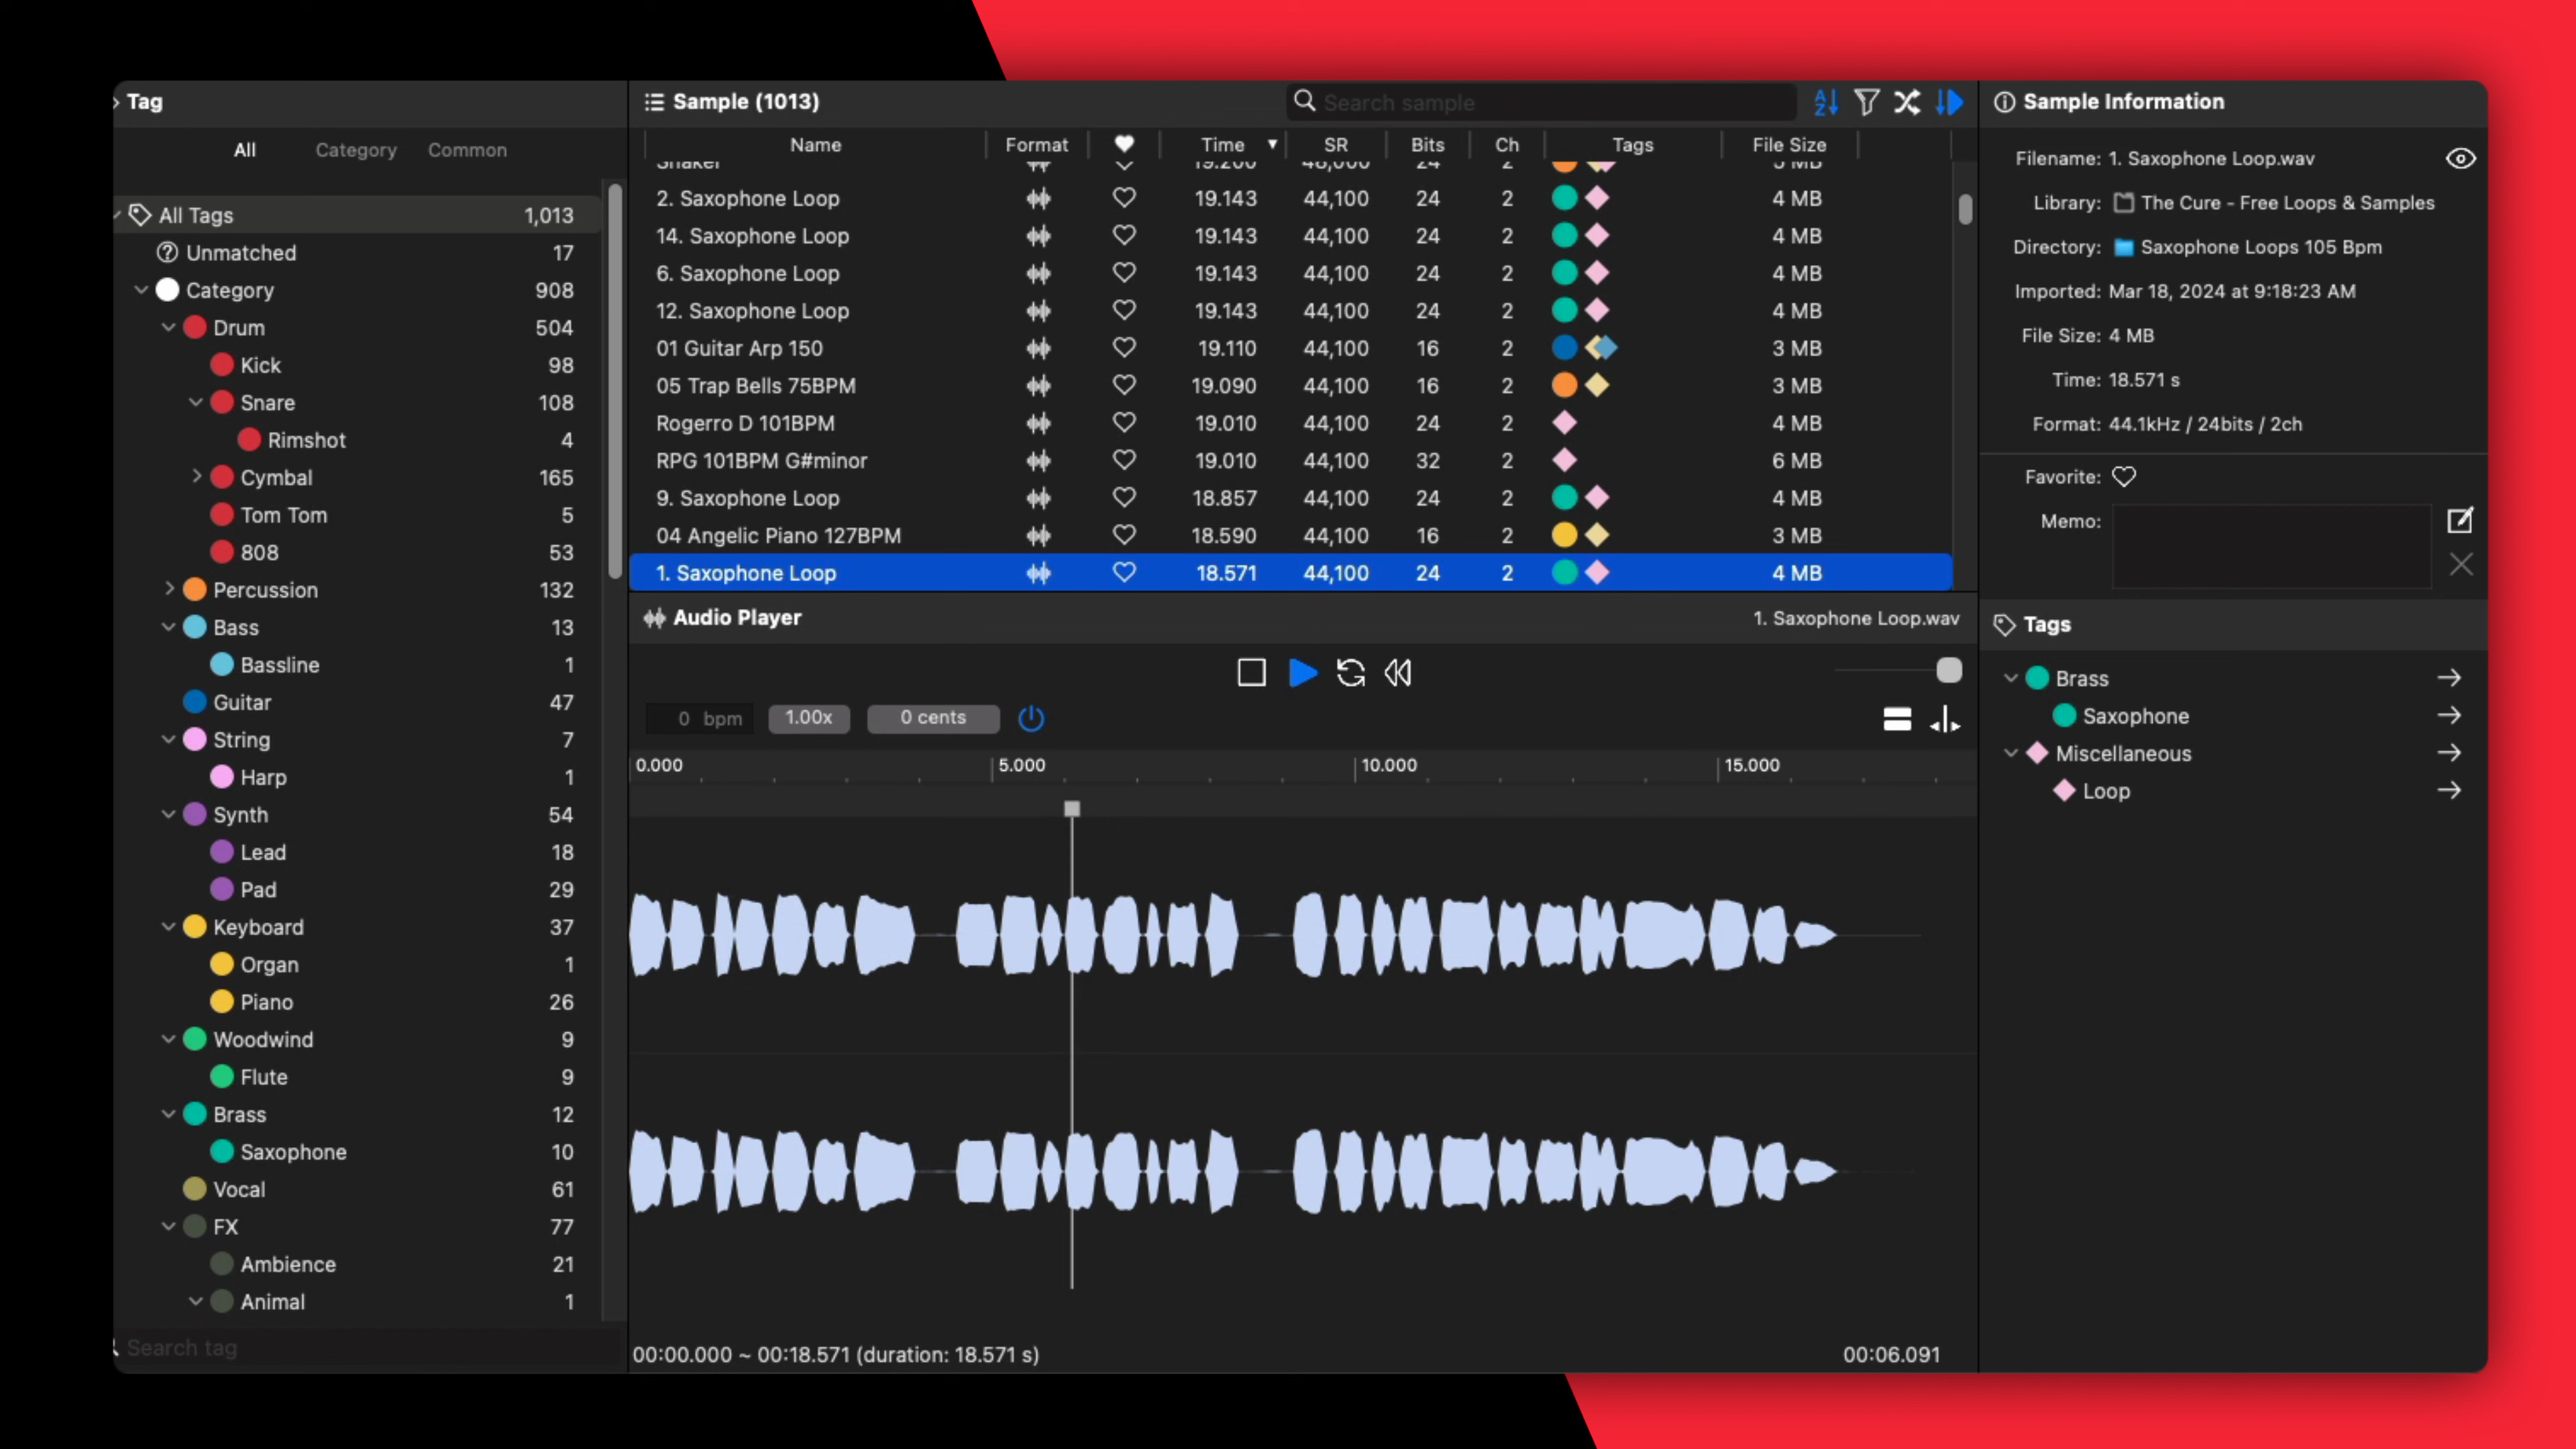 Tag
All Category Common
All Tags 1,013
Unmatched 17
Category 908
Drum 504
Kick 98
Snare 108
Rimshot 4
Cymbal 165
Tom Tom 5
808 53
Percussion 132
Bass 13
Bassline 1
Guitar 47
String 7
Harp 1
Synth 54
Lead 18
Pad 29
Keyboard 37
Organ 1
Piano 26
Woodwind 9
Flute 9
Brass 12
Saxophone 10
Vocal 61
FX 77
Ambience 21
Animal 1
Search tag
Sample (1013) Search sample
Name Format Time SR Bits Ch Tags File Size
Shaker 19.200 48,000 24 2 5 MB
2. Saxophone Loop 19.143 44,100 24 2 4 MB
14. Saxophone Loop 19.143 44,100 24 2 4 MB
6. Saxophone Loop 19.143 44,100 24 2 4 MB
12. Saxophone Loop 19.143 44,100 24 2 4 MB
01 Guitar Arp 150 19.110 44,100 16 2 3 MB
05 Trap Bells 75BPM 19.090 44,100 16 2 3 MB
Rogerro D 101BPM 19.010 44,100 24 2 4 MB
RPG 101BPM G#minor 19.010 44,100 32 2 6 MB
9. Saxophone Loop 18.857 44,100 24 2 4 MB
04 Angelic Piano 127BPM 18.590 44,100 16 2 3 MB
1. Saxophone Loop 18.571 44,100 24 2 4 MB
Audio Player 1. Saxophone Loop.wav
0 bpm 1.00x 0 cents
0.000 5.000 10.000 15.000
00:00.000 ~ 00:18.571 (duration: 18.571 s) 00:06.091
Sample Information
Filename: 1. Saxophone Loop.wav
Library: The Cure - Free Loops & Samples
Directory: Saxophone Loops 105 Bpm
Imported: Mar 18, 2024 at 9:18:23 AM
File Size: 4 MB
Time: 18.571 s
Format: 44.1kHz / 24bits / 2ch
Favorite:
Memo:
Tags
Brass
Saxophone
Miscellaneous
Loop